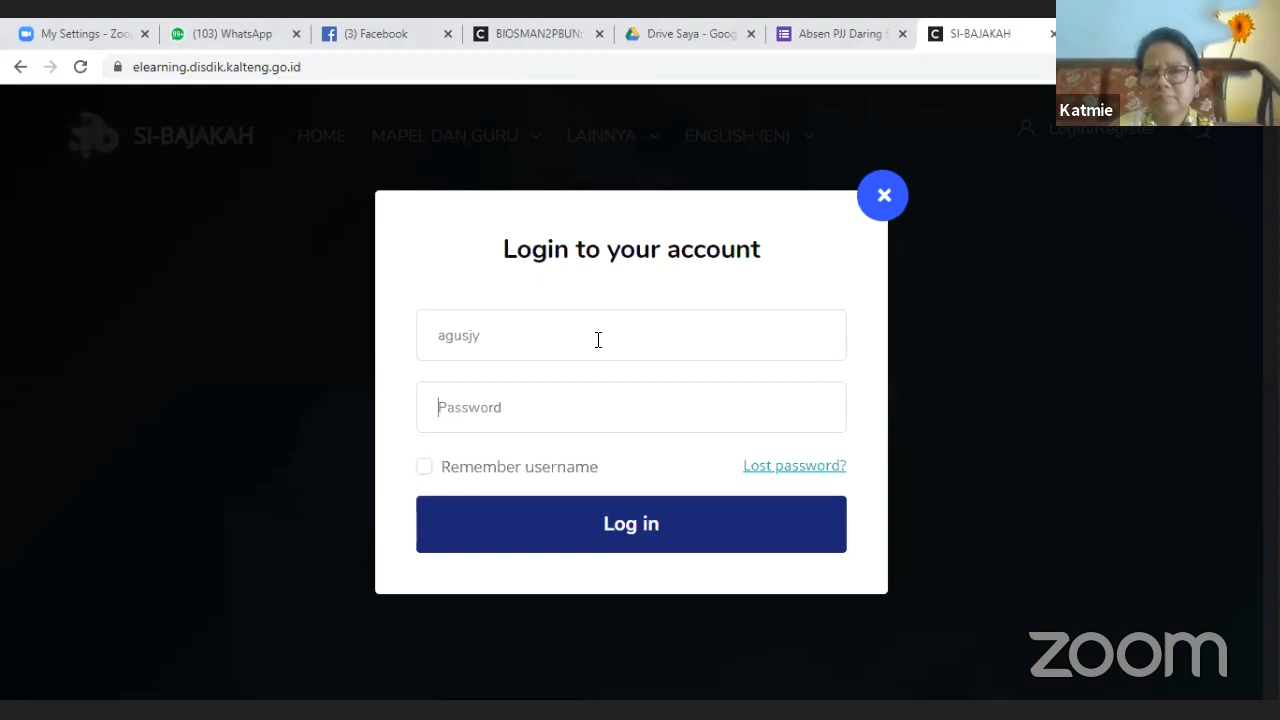 My Settings - Zoo
99+ (103) WhatsApp
(3) Facebook
BIOSMAN2PBUN:
Drive Saya - Goog
Absen PJJ Daring S
SI-BAJAKAH
elearning.disdik.kalteng.go.id
Katmie
SI-BAJAKAH
HOME
MAPEL DAN GURU
LAINNYA
ENGLISH (EN)
Login/Register
Login to your account
agusjy
Password
Remember username
Lost password?
Log in
zoom